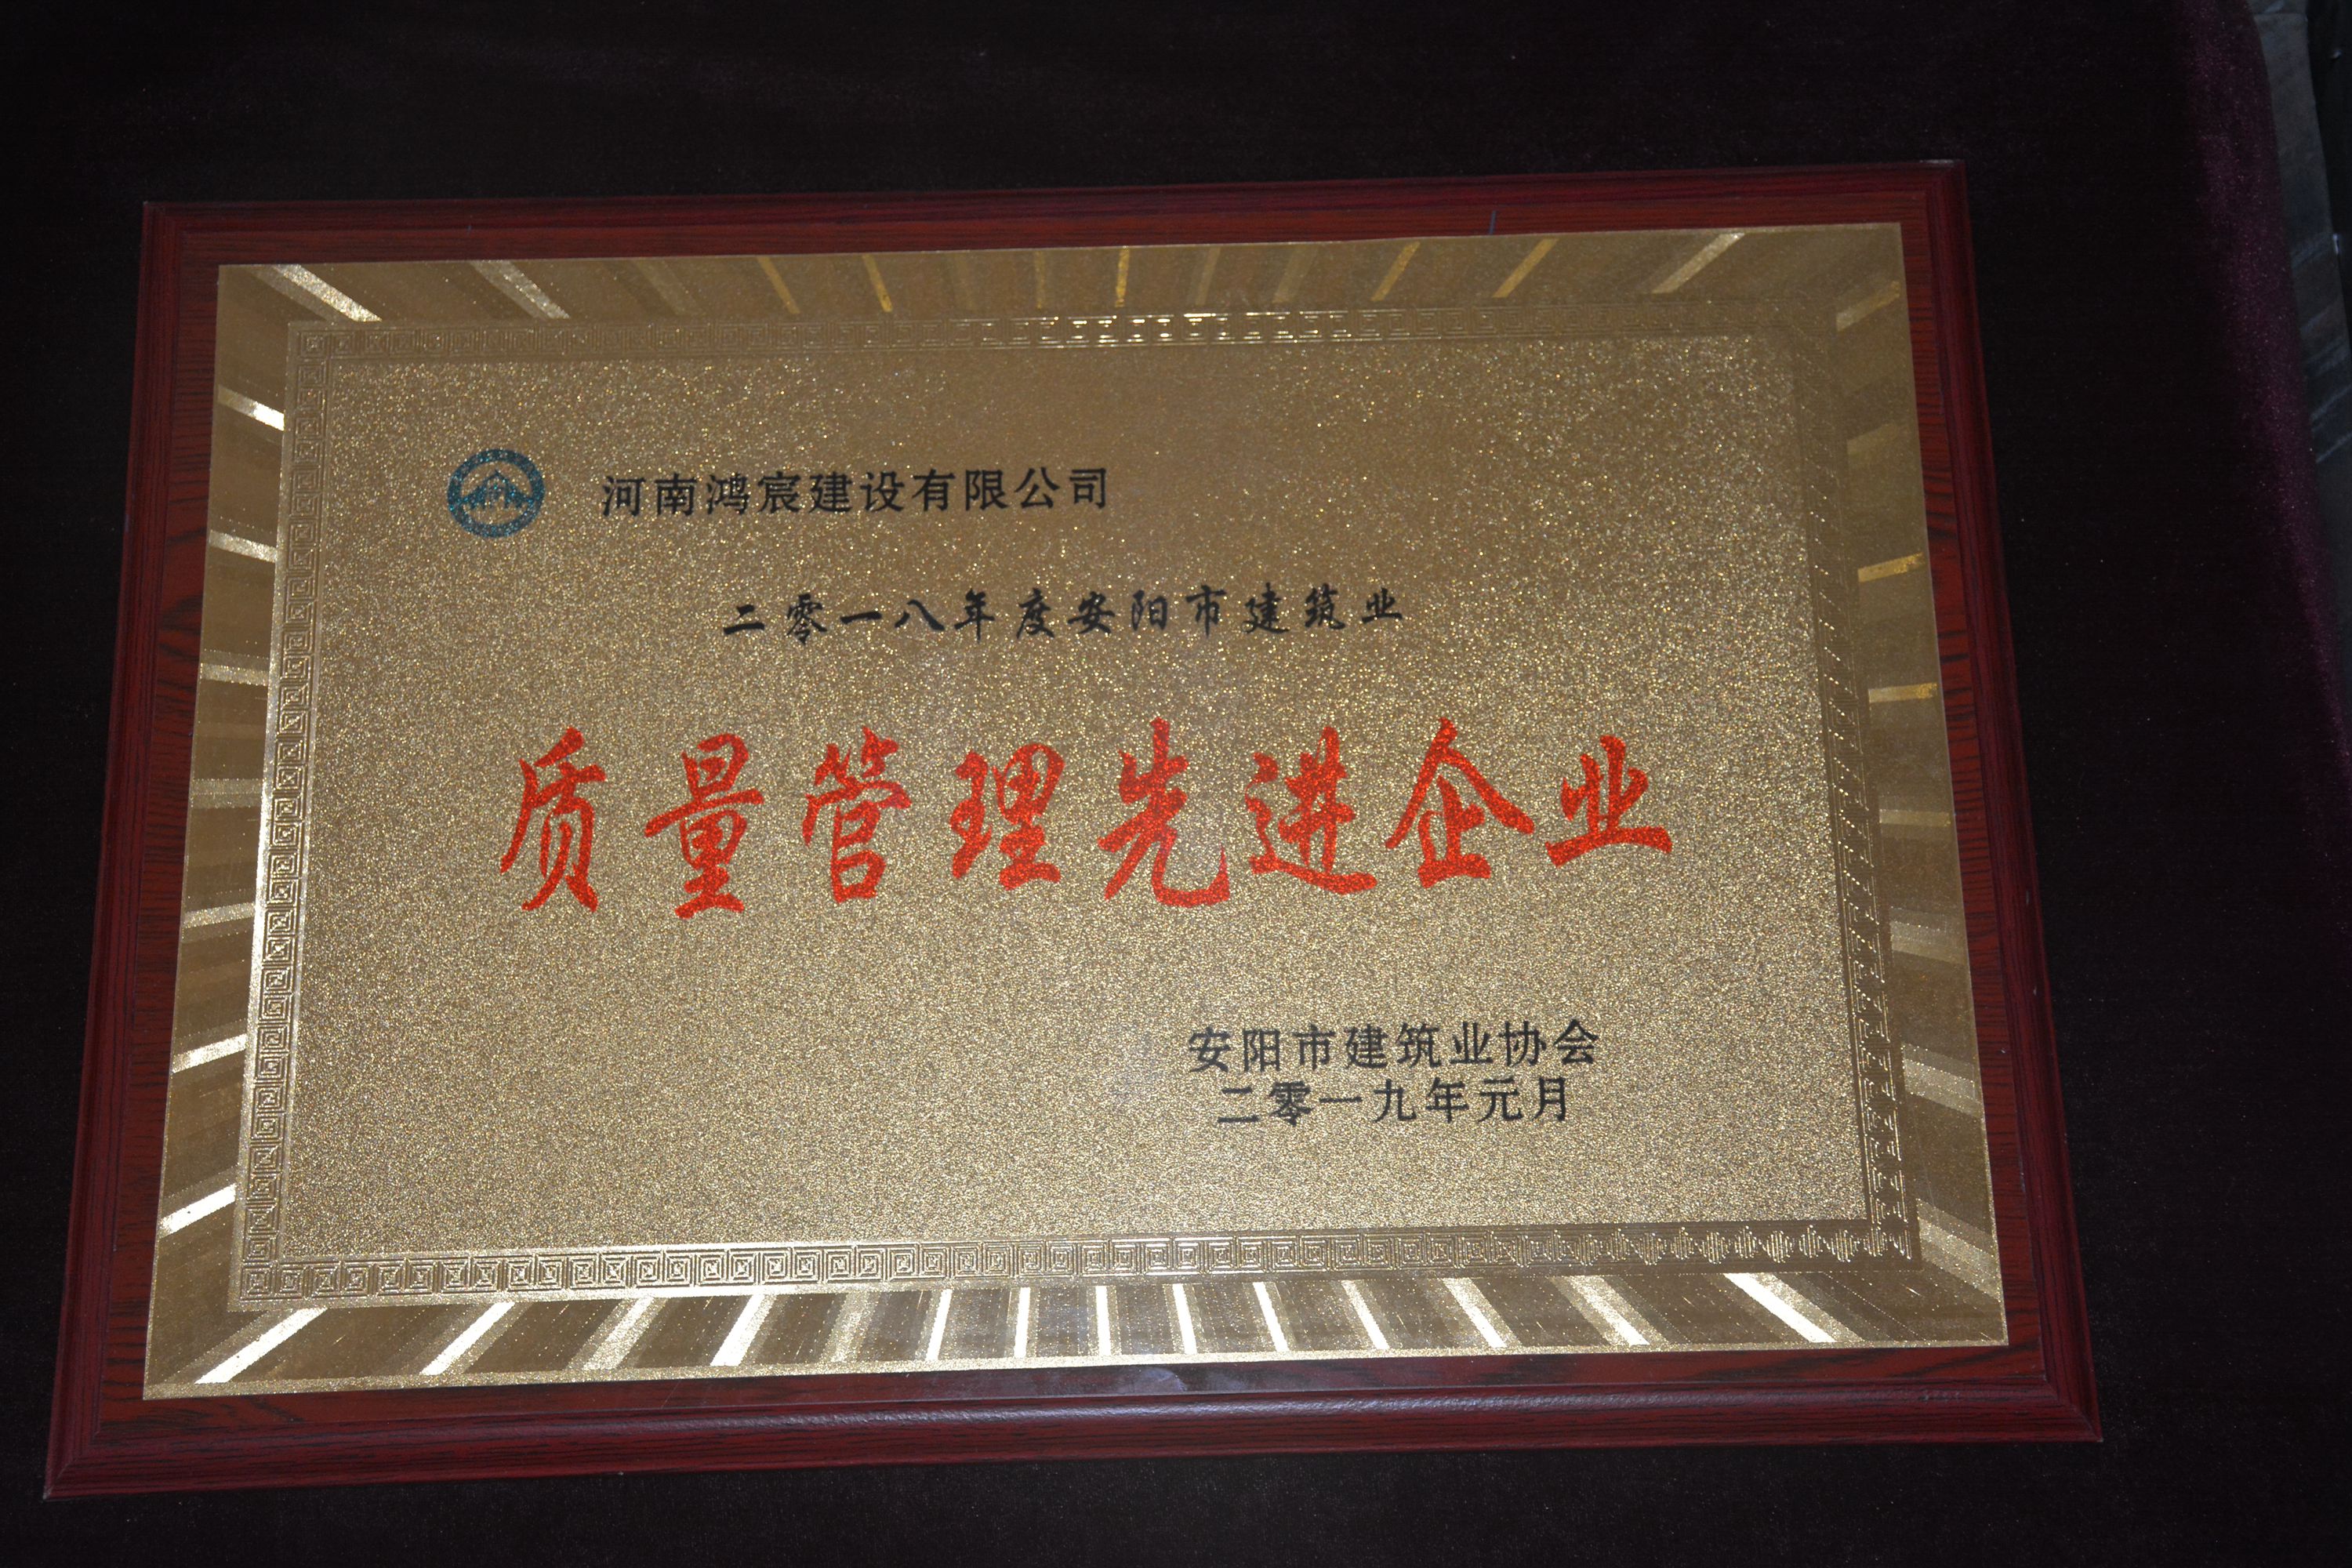 河南鸿宸建设有限公司
二零一八年度安阳市建筑业
质量管理先进企业
安阳市建筑业协会
二零一九年元月